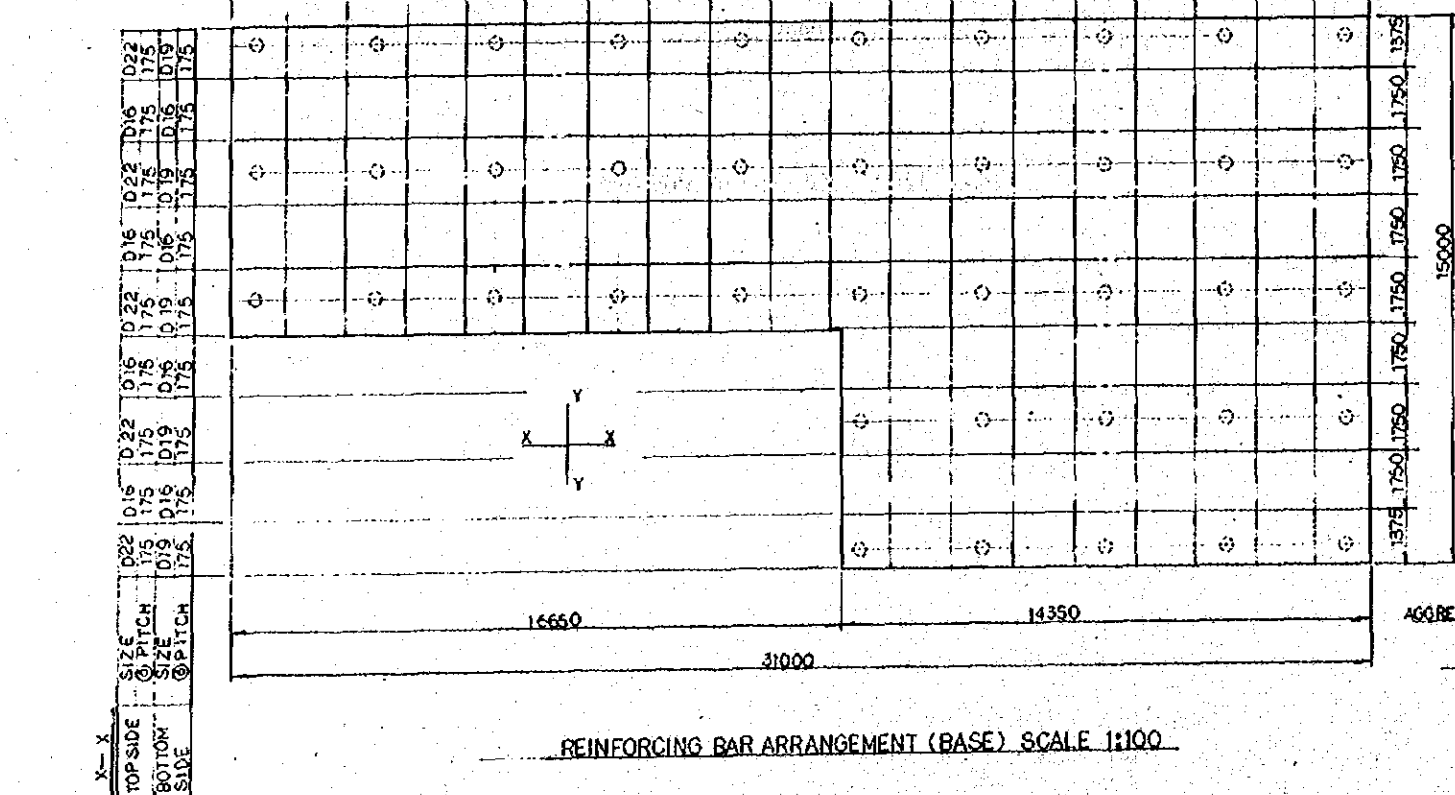 D22 D16 D22 D16 D22 D16 D22 D16 D22 SIZE
175 175 175 175 175 175 175 175 175 @ PITCH
D19 D16 D19 D16 D19 D16 D19 D16 D19 SIZE
175 175 175 175 175 175 175 175 175 @ PITCH
X—X
TOPSIDE
BOTTOM
SIDE
1375 1750 1750 1750 1750 1750 1750 1750 1375
15000
Y
X X
Y
16650 14350
31000
AGGRE
REINFORCING BAR ARRANGEMENT (BASE) SCALE 1:100